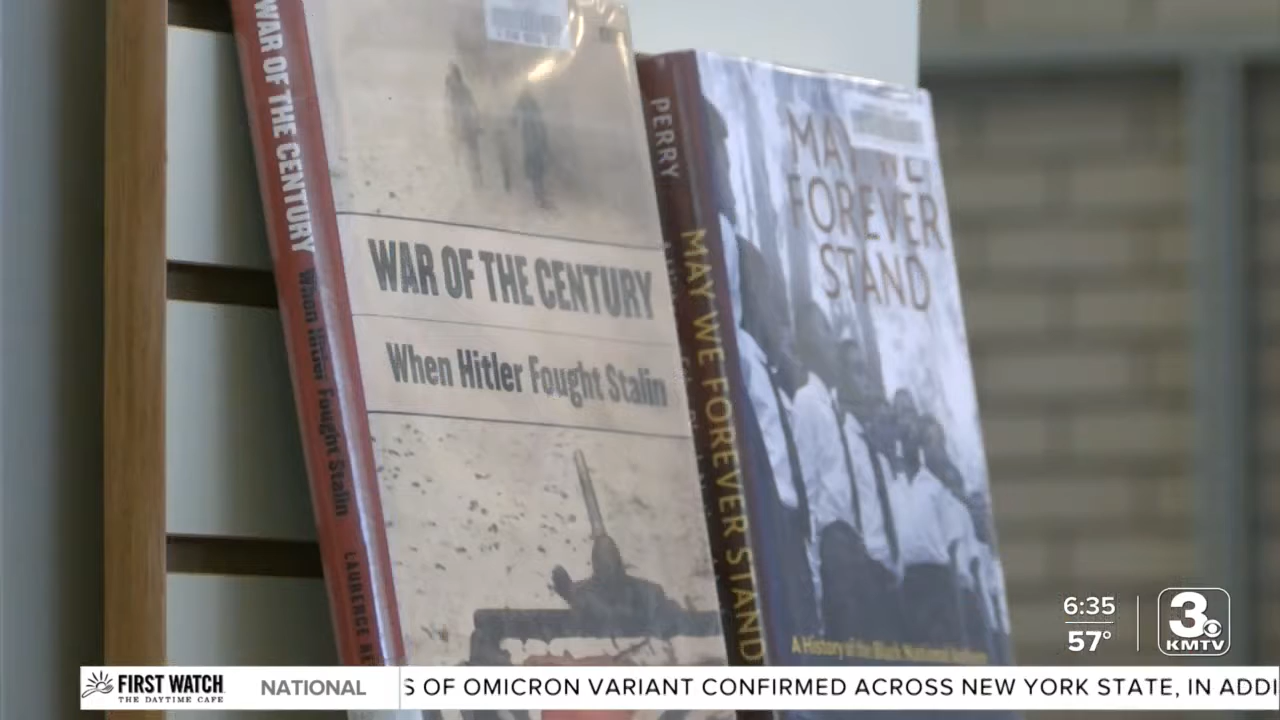 WAR OF THE CENTURY
When Hitler Fought Stalin
LAURENCE
WAR OF THE CENTURY
When Hitler Fought Stalin
PERRY
MAY WE FOREVER STAND
MAY WE
FOREVER
STAND
A History of the Black National Anthem
6:35
57°
3
KMTV
FIRST WATCH
THE DAYTIME CAFE
NATIONAL
S OF OMICRON VARIANT CONFIRMED ACROSS NEW YORK STATE, IN ADDI